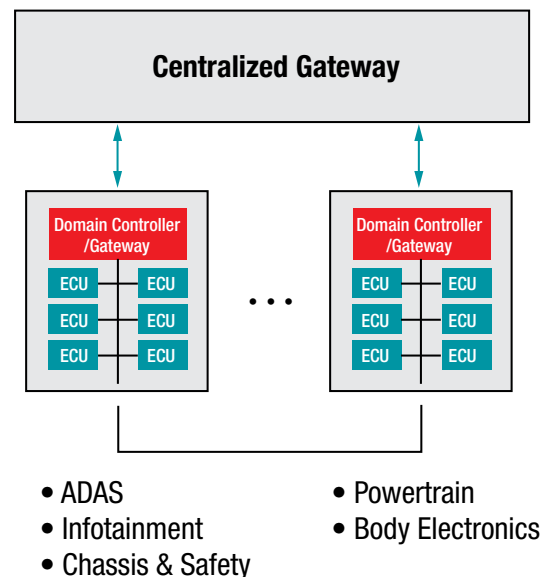 Centralized Gateway
Domain Controller
/Gateway
ECU ECU
ECU ECU
ECU ECU
...
Domain Controller
/Gateway
ECU ECU
ECU ECU
ECU ECU
• ADAS
• Infotainment
• Chassis & Safety
• Powertrain
• Body Electronics